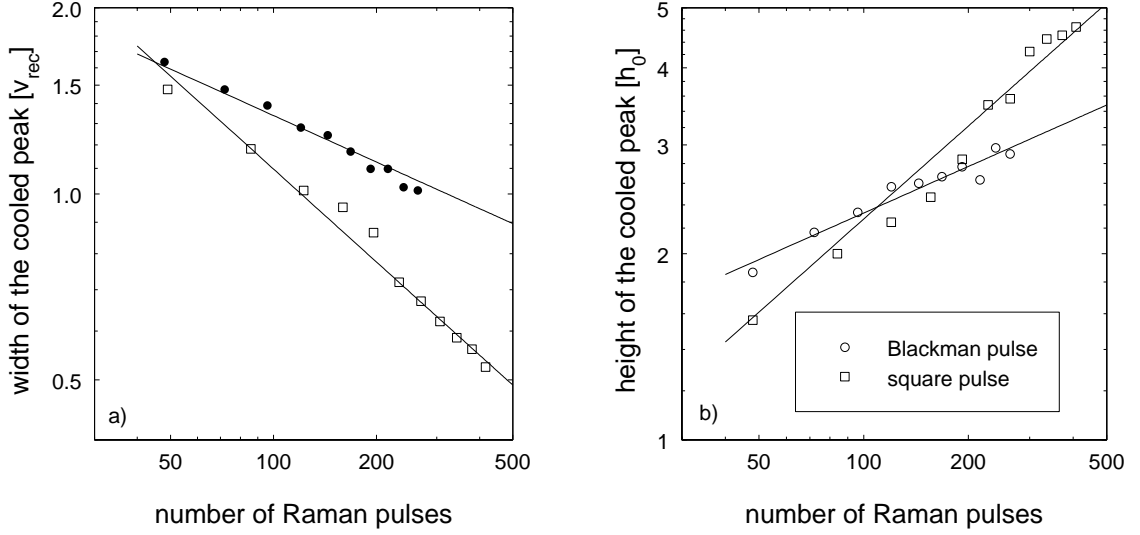 2.0
1.5
1.0
0.5
width of the cooled peak [v_rec]
a)
50 100 200 500
number of Raman pulses
5
4
3
2
1
height of the cooled peak [h_0]
Blackman pulse
square pulse
b)
50 100 200 500
number of Raman pulses